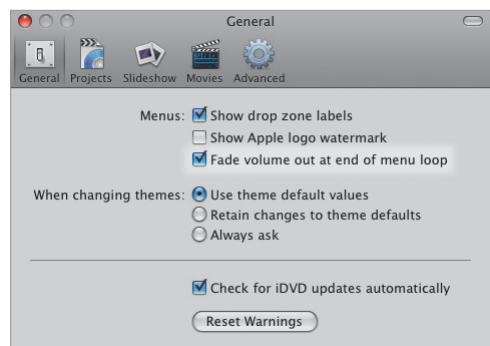 General
General Projects Slideshow Movies Advanced
Menus: Show drop zone labels
Show Apple logo watermark
Fade volume out at end of menu loop
When changing themes: Use theme default values
Retain changes to theme defaults
Always ask
Check for iDVD updates automatically
Reset Warnings